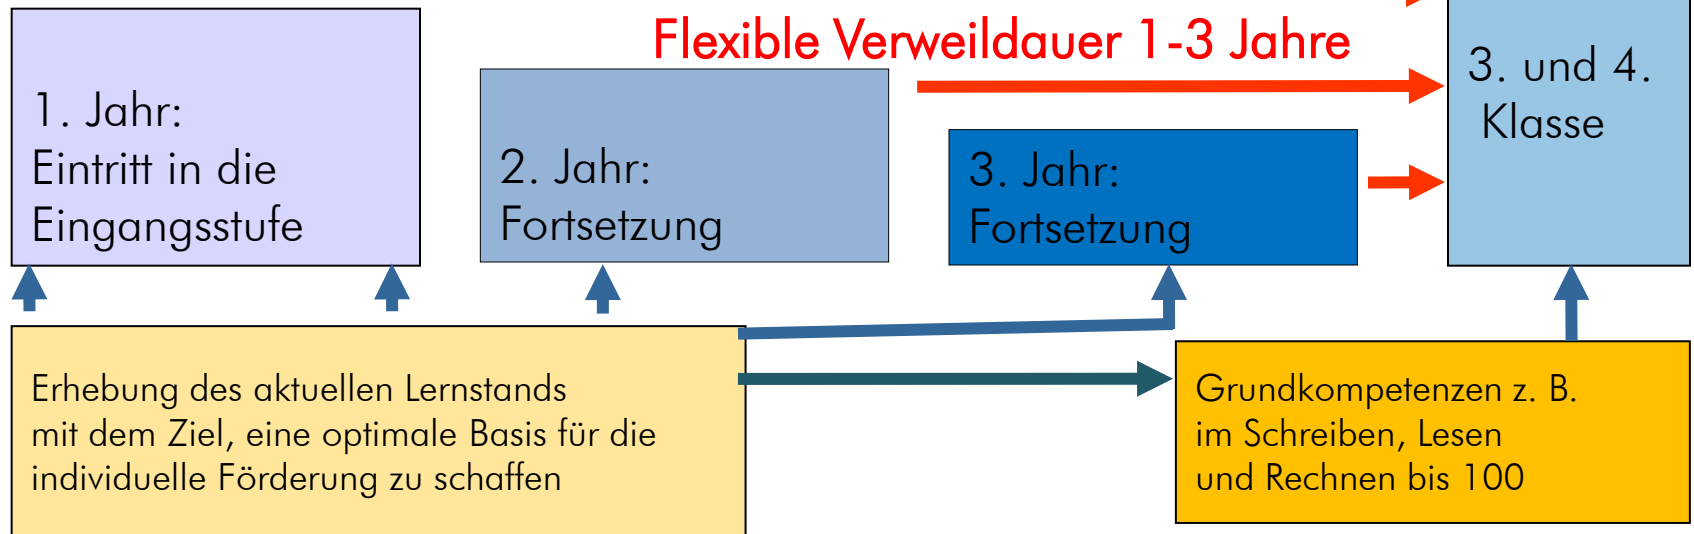 Flexible Verweildauer 1-3 Jahre
1. Jahr:
Eintritt in die
Eingangsstufe
2. Jahr:
Fortsetzung
3. Jahr:
Fortsetzung
3. und 4.
Klasse
Erhebung des aktuellen Lernstands
mit dem Ziel, eine optimale Basis für die
individuelle Förderung zu schaffen
Grundkompetenzen z. B.
im Schreiben, Lesen
und Rechnen bis 100